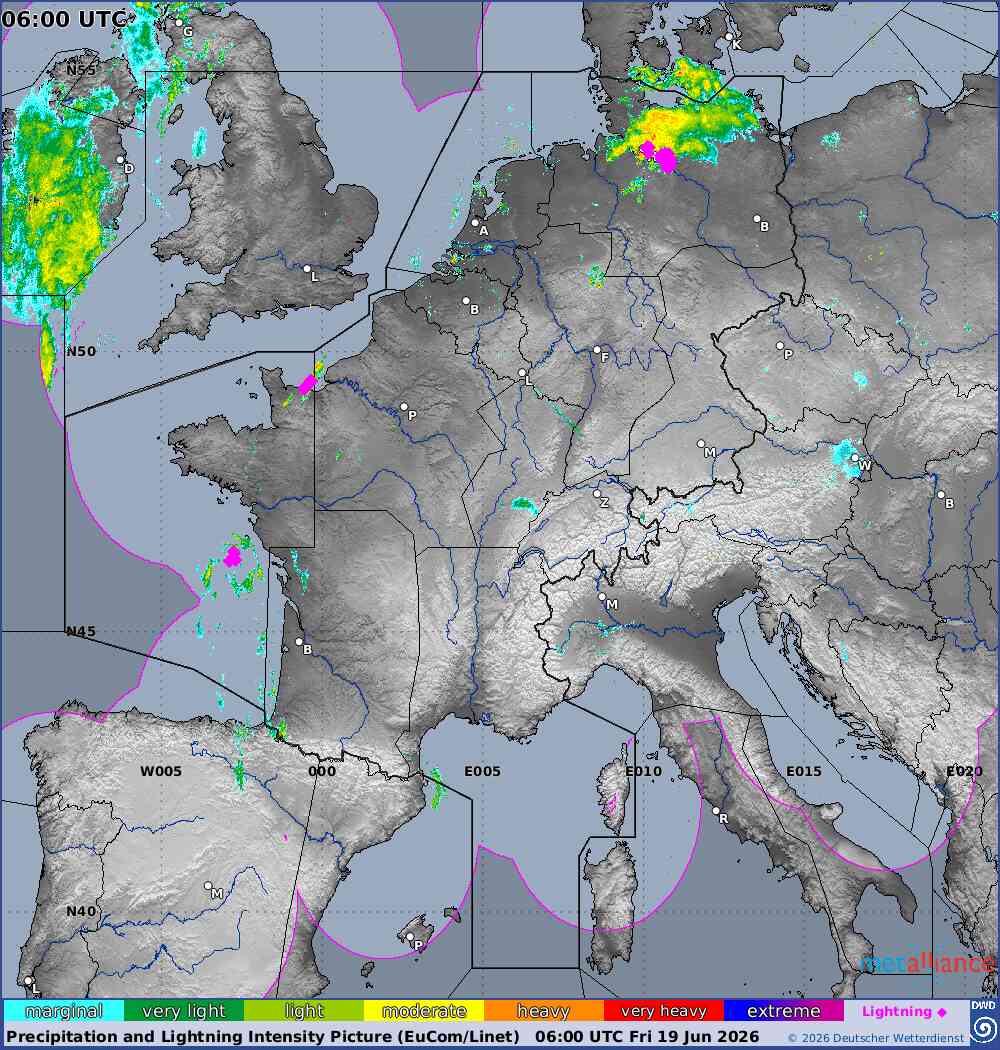 06:00 UTC
G
K
N55
D
B
A
L
B
N50
P
F
L
P
M
W
Z
B
M
N45
B
W005
000
E005
E010
E015
E020
R
M
N40
P
L
metalliance
marginal very light light moderate heavy very heavy extreme Lightning
DWD
Precipitation and Lightning Intensity Picture (EuCom/Linet) 06:00 UTC Fri 19 Jun 2026 © 2026 Deutscher Wetterdienst